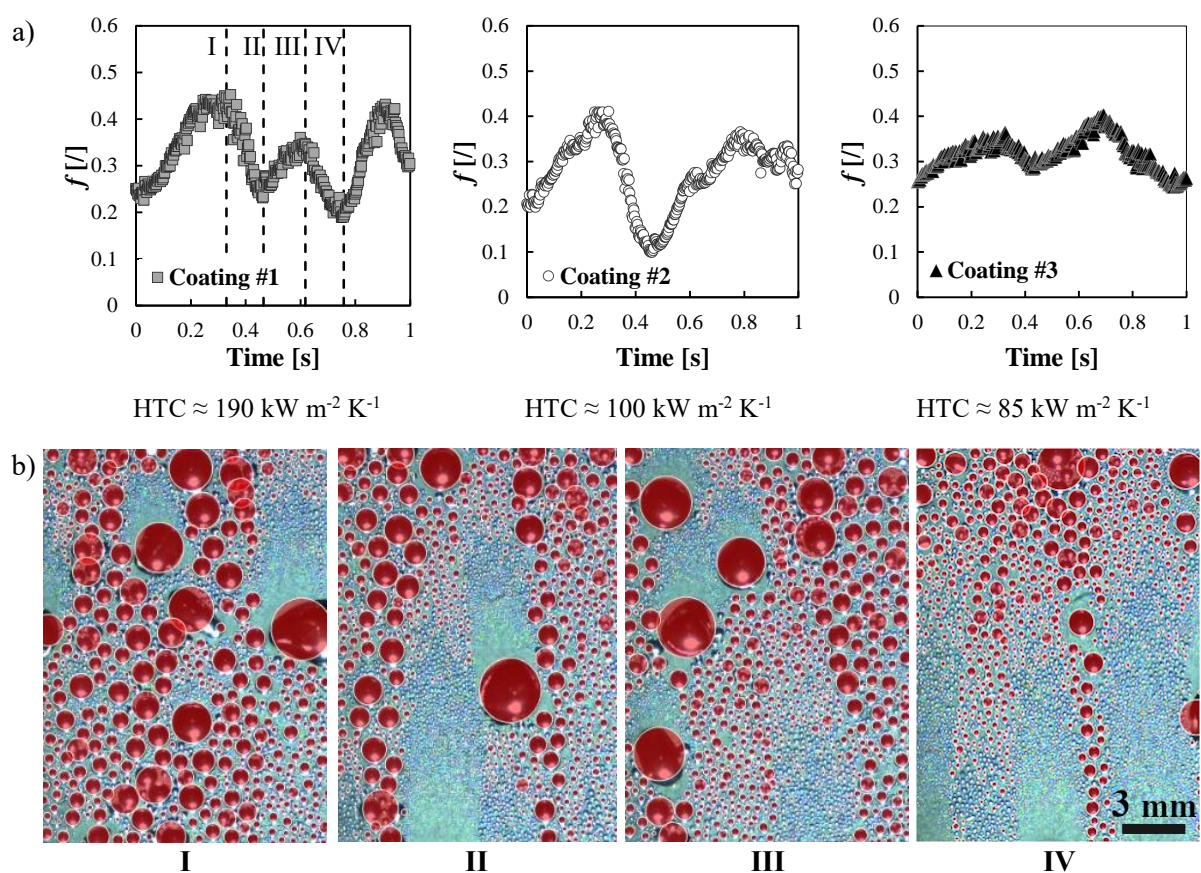 a)
0.6
0.5
0.4
0.3
0.2
0.1
0
f [/]
I II III IV
Coating #1
0 0.2 0.4 0.6 0.8 1
Time [s]
HTC ≈ 190 kW m⁻² K⁻¹
0.6
0.5
0.4
0.3
0.2
0.1
0
f [/]
Coating #2
0 0.2 0.4 0.6 0.8 1
Time [s]
HTC ≈ 100 kW m⁻² K⁻¹
0.6
0.5
0.4
0.3
0.2
0.1
0
f [/]
Coating #3
0 0.2 0.4 0.6 0.8 1
Time [s]
HTC ≈ 85 kW m⁻² K⁻¹
b)
3 mm
I II III IV